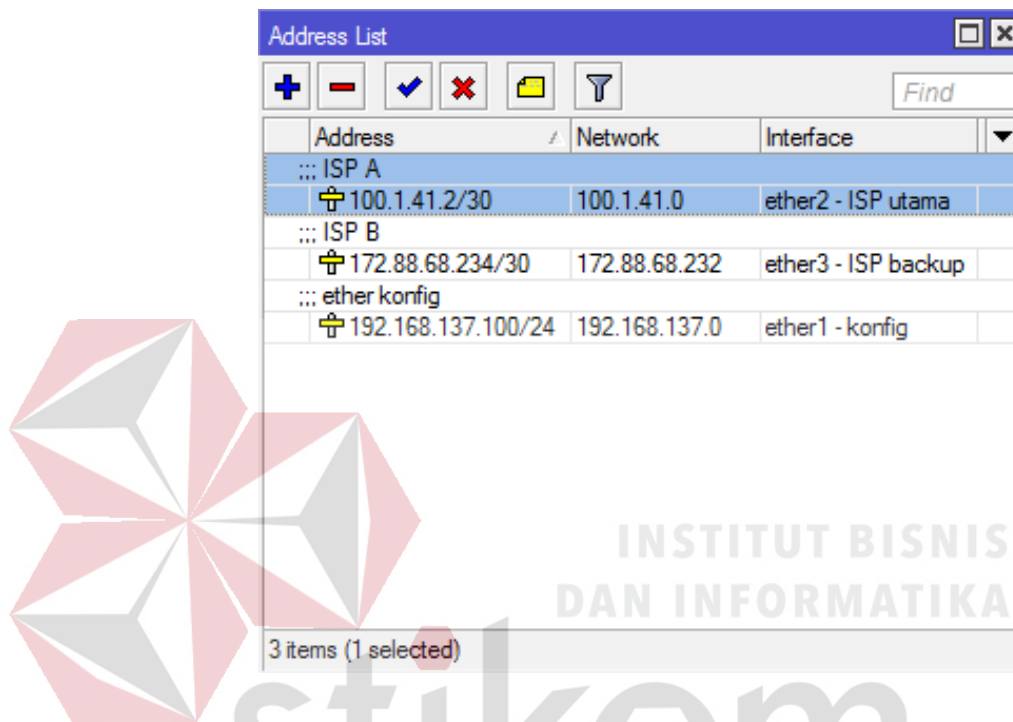 Address List
Find
Address Network Interface
;;; ISP A
100.1.41.2/30 100.1.41.0 ether2 - ISP utama
;;; ISP B
172.88.68.234/30 172.88.68.232 ether3 - ISP backup
;;; ether konfig
192.168.137.100/24 192.168.137.0 ether1 - konfig
INSTITUT BISNIS
DAN INFORMATIKA
3 items (1 selected)
stikom